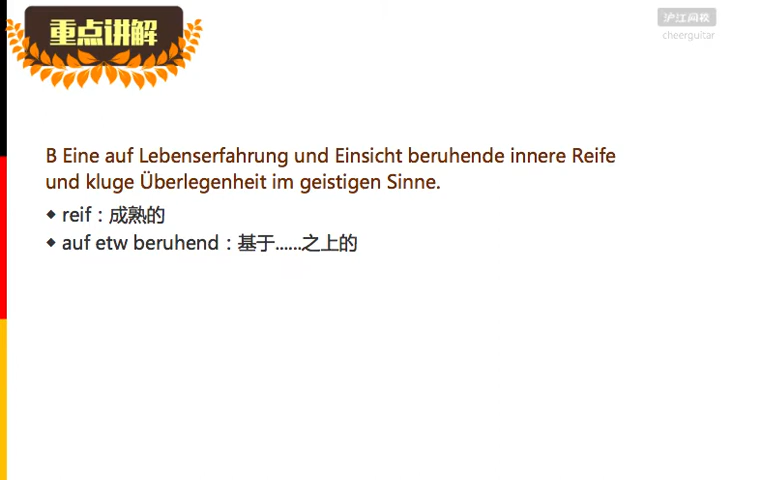 重点讲解
沪江网校
cheerguitar
B Eine auf Lebenserfahrung und Einsicht beruhende innere Reife
und kluge Überlegenheit im geistigen Sinne.
◆ reif：成熟的
◆ auf etw beruhend：基于……之上的